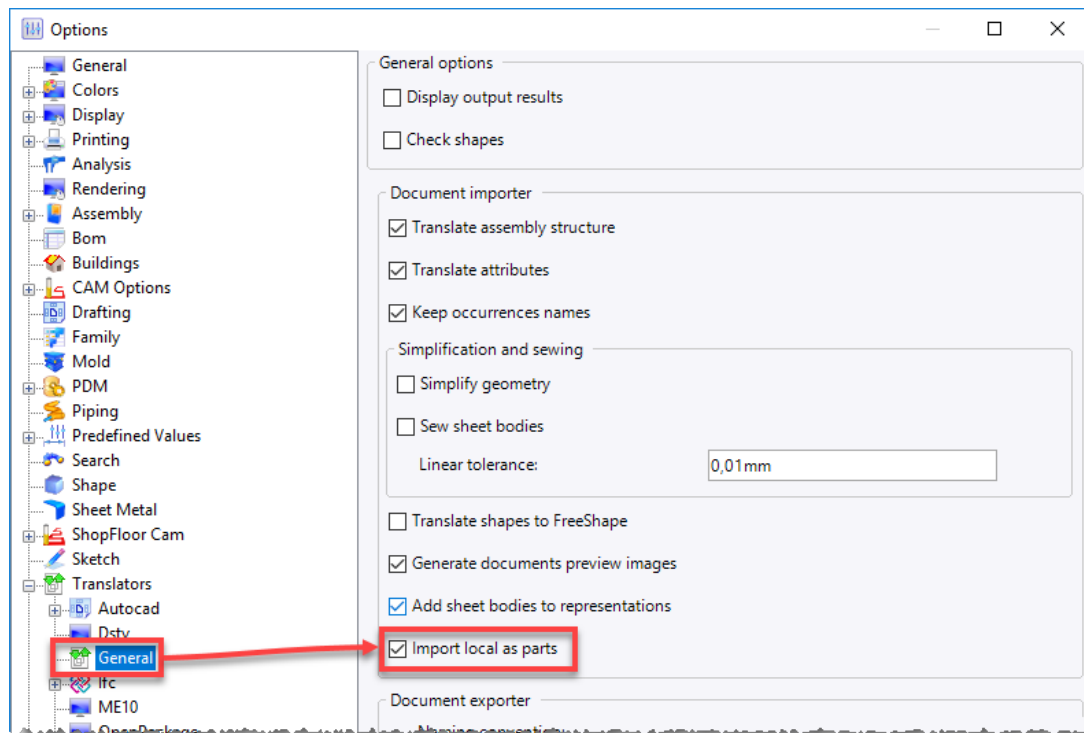 Options
General
Colors
Display
Printing
Analysis
Rendering
Assembly
Bom
Buildings
CAM Options
Drafting
Family
Mold
PDM
Piping
Predefined Values
Search
Shape
Sheet Metal
ShopFloor Cam
Sketch
Translators
Autocad
Dstv
General
Ifc
ME10
OpenPackage
General options
Display output results
Check shapes
Document importer
Translate assembly structure
Translate attributes
Keep occurrences names
Simplification and sewing
Simplify geometry
Sew sheet bodies
Linear tolerance: 0,01mm
Translate shapes to FreeShape
Generate documents preview images
Add sheet bodies to representations
Import local as parts
Document exporter
Naming convention